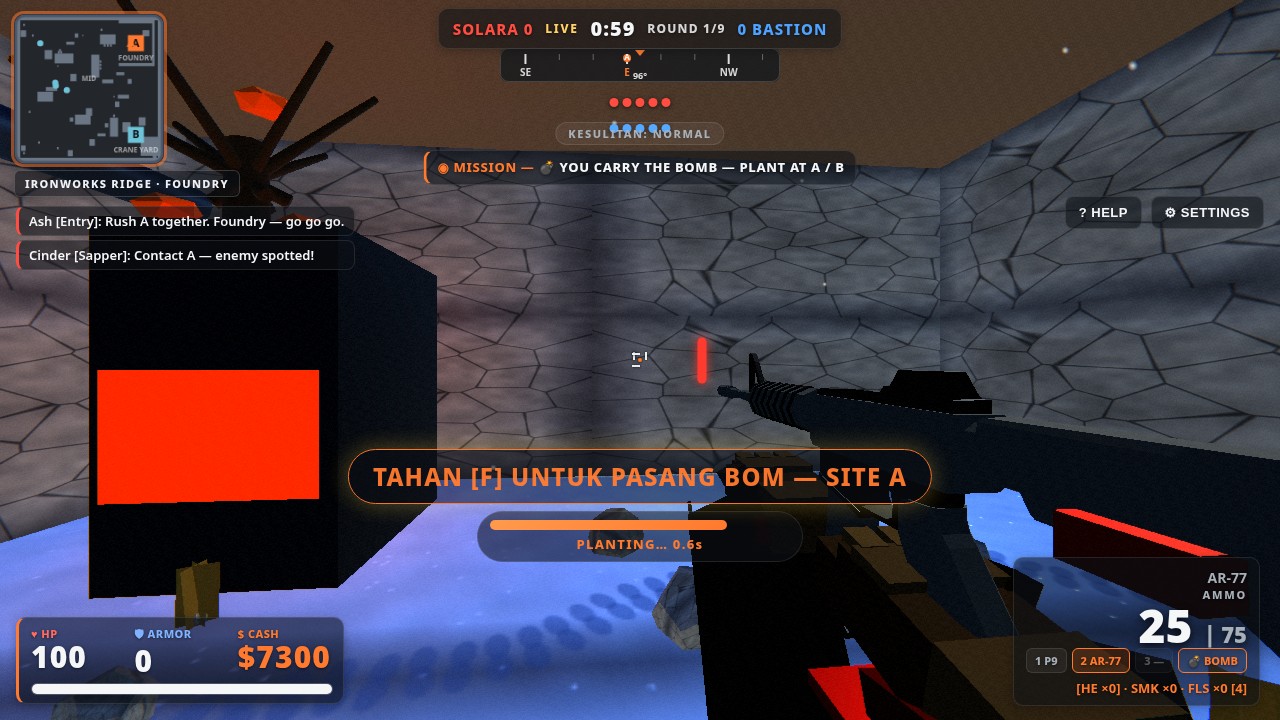 SOLARA 0 LIVE 0:59 ROUND 1/9 0 BASTION
A
SE E 96° NW
KESULITAN: NORMAL
◉ MISSION — 💣 YOU CARRY THE BOMB — PLANT AT A / B
A
FOUNDRY
MID
B
CRANE YARD
IRONWORKS RIDGE · FOUNDRY
Ash [Entry]: Rush A together. Foundry — go go go.
Cinder [Sapper]: Contact A — enemy spotted!
? HELP ⚙ SETTINGS
TAHAN [F] UNTUK PASANG BOM — SITE A
PLANTING… 0.6s
♥ HP 🛡 ARMOR $ CASH
100 0 $7300
AR-77
AMMO
25 | 75
1 P9 2 AR-77 3 — 💣 BOMB
[HE ×0] · SMK ×0 · FLS ×0 [4]